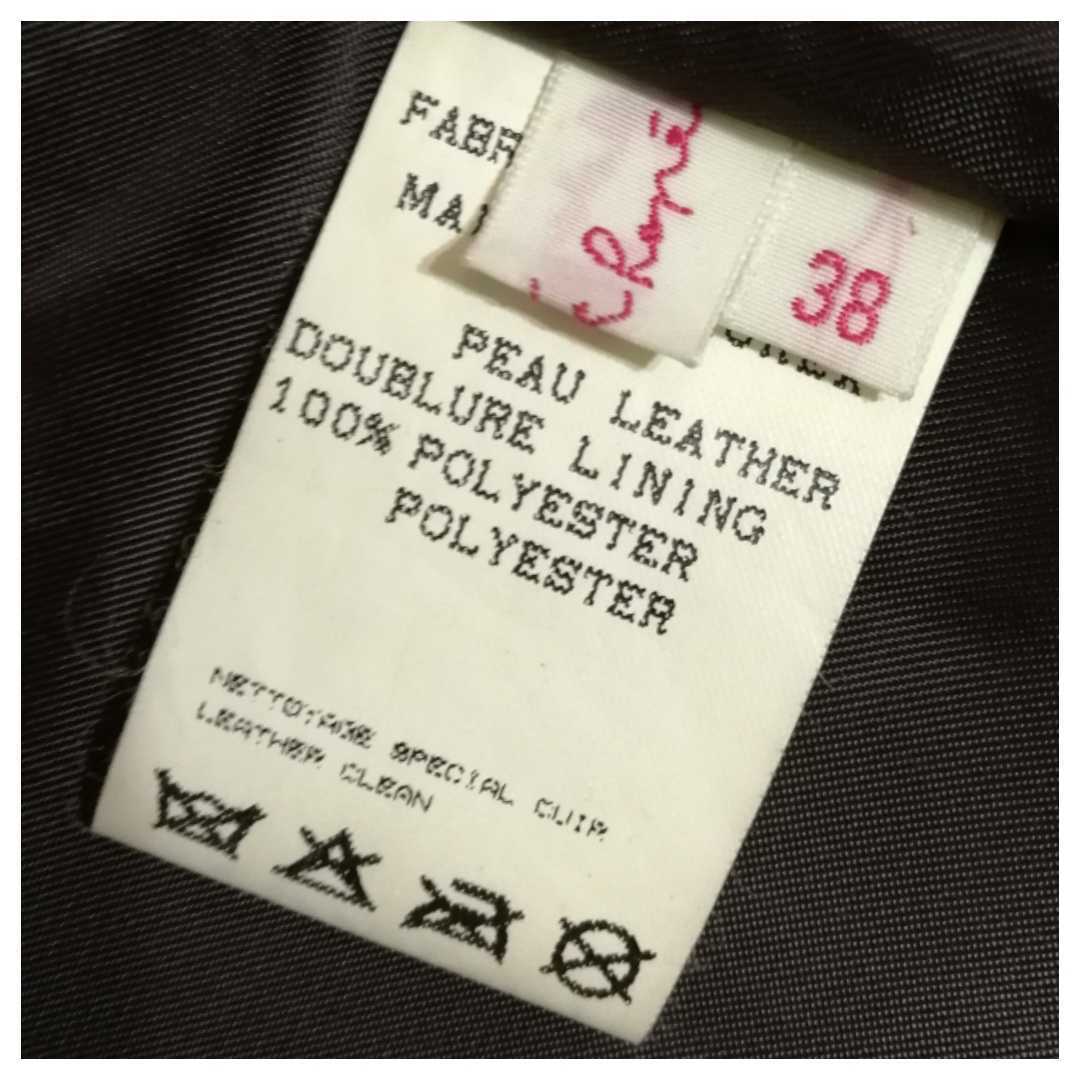 38
PEAU LEATHER
DOUBLURE LINING
100% POLYESTER
POLYESTER
NETTOYAGE SPECIAL CUIR
LEATHER CLEAN